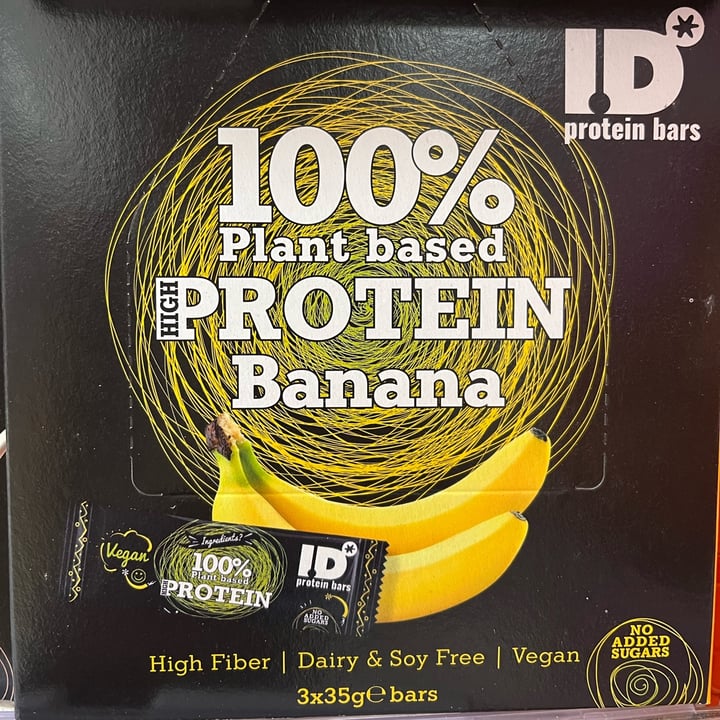 !D*
protein bars
100%
Plant based
HIGH PROTEIN
Banana
Vegan
Ingredients?
100%
Plant based
HIGH PROTEIN
!D*
protein bars
NO
ADDED
SUGARS
High Fiber | Dairy & Soy Free | Vegan
3x35g℮bars
NO
ADDED
SUGARS